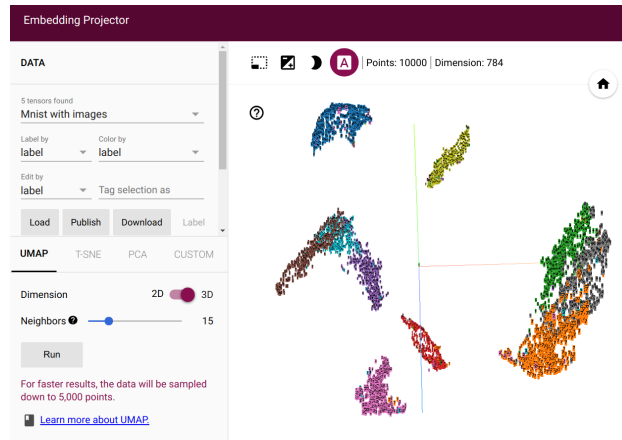 Embedding Projector
DATA
A Points: 10000 Dimension: 784
5 tensors found
Mnist with images
Label by Color by
label label
Edit by
label Tag selection as
Load Publish Download Label
UMAP T-SNE PCA CUSTOM
Dimension 2D 3D
Neighbors ? 15
Run
For faster results, the data will be sampled
down to 5,000 points.
Learn more about UMAP.